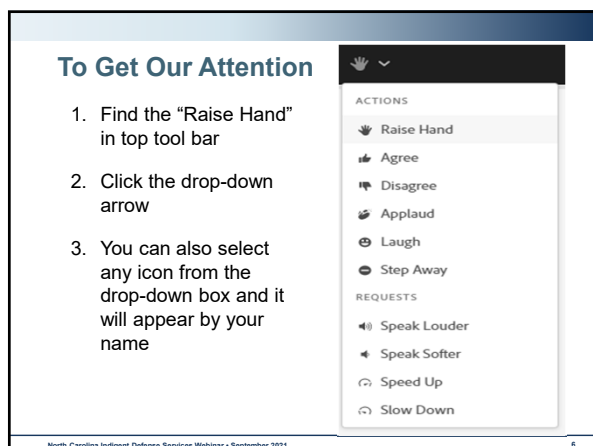 To Get Our Attention
1. Find the “Raise Hand”
in top tool bar
2. Click the drop-down
arrow
3. You can also select
any icon from the
drop-down box and it
will appear by your
name
ACTIONS
Raise Hand
Agree
Disagree
Applaud
Laugh
Step Away
REQUESTS
Speak Louder
Speak Softer
Speed Up
Slow Down
North Carolina Indigent Defense Services Webinar • September 2021
6